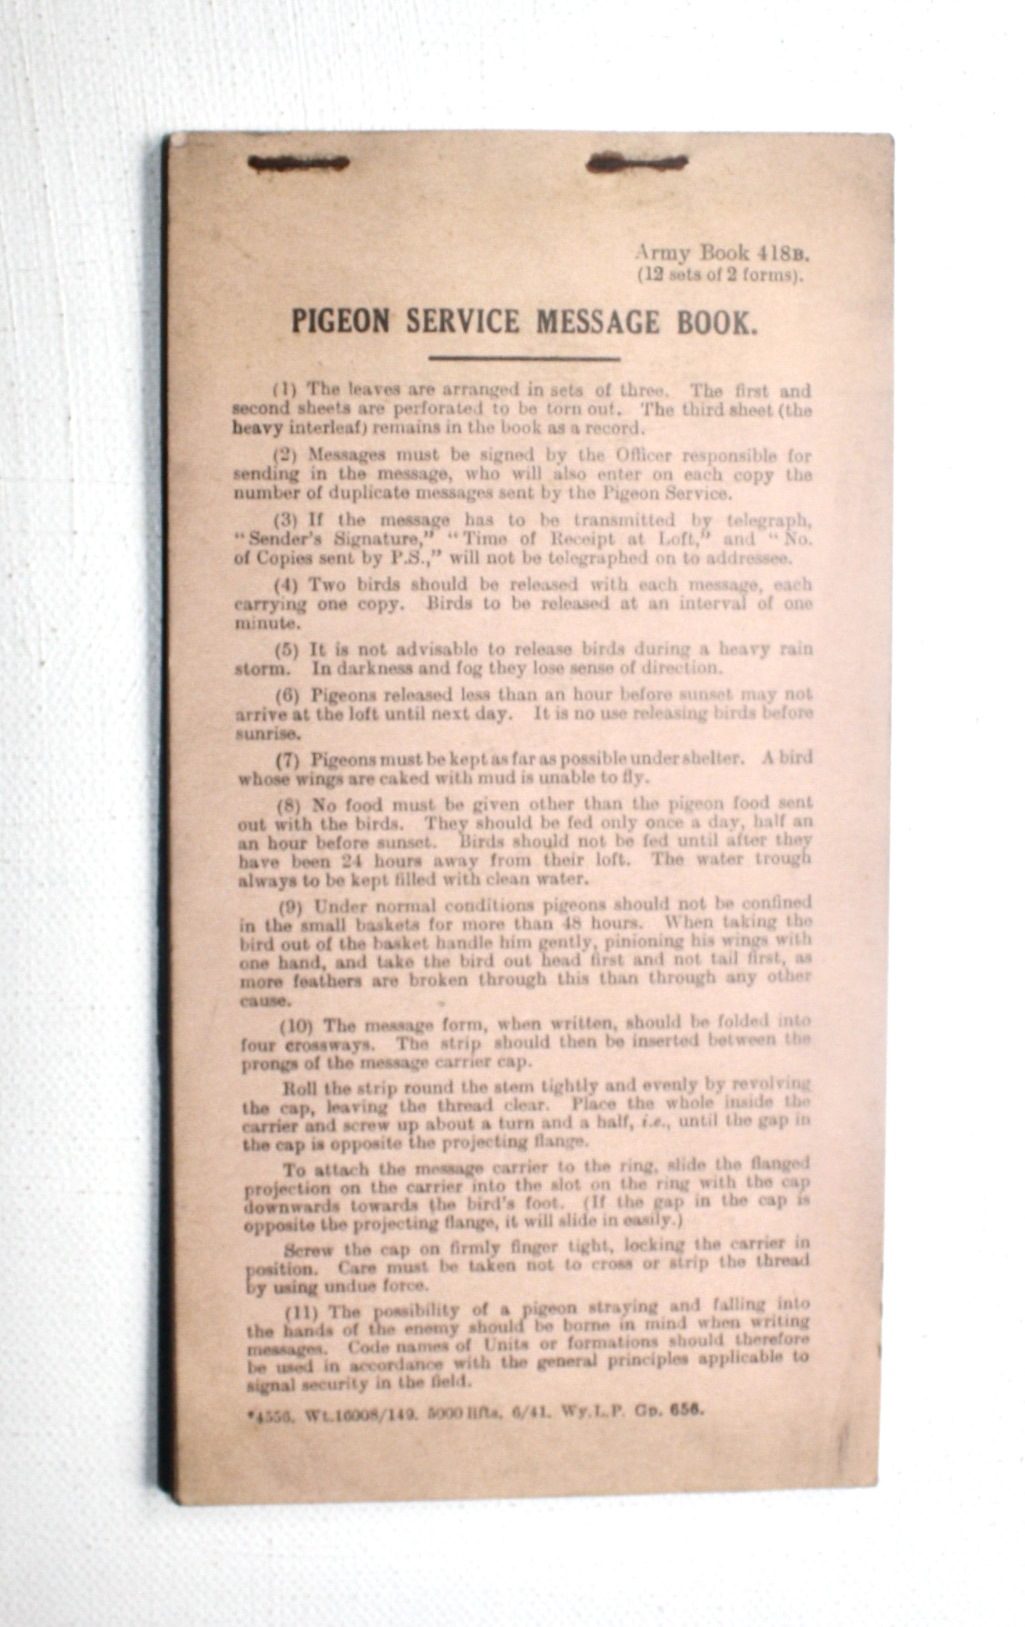 Army Book 418B.
(12 sets of 2 forms).
PIGEON SERVICE MESSAGE BOOK.
(1) The leaves are arranged in sets of three. The first and
second sheets are perforated to be torn out. The third sheet (the
heavy interleaf) remains in the book as a record.
(2) Messages must be signed by the Officer responsible for
sending in the message, who will also enter on each copy the
number of duplicate messages sent by the Pigeon Service.
(3) If the message has to be transmitted by telegraph,
"Sender's Signature," "Time of Receipt at Loft," and "No.
of Copies sent by P.S.," will not be telegraphed on to addressee.
(4) Two birds should be released with each message, each
carrying one copy. Birds to be released at an interval of one
minute.
(5) It is not advisable to release birds during a heavy rain
storm. In darkness and fog they lose sense of direction.
(6) Pigeons released less than an hour before sunset may not
arrive at the loft until next day. It is no use releasing birds before
sunrise.
(7) Pigeons must be kept as far as possible under shelter. A bird
whose wings are caked with mud is unable to fly.
(8) No food must be given other than the pigeon food sent
out with the birds. They should be fed only once a day, half an
an hour before sunset. Birds should not be fed until after they
have been 24 hours away from their loft. The water trough
always to be kept filled with clean water.
(9) Under normal conditions pigeons should not be confined
in the small baskets for more than 48 hours. When taking the
bird out of the basket handle him gently, pinioning his wings with
one hand, and take the bird out head first and not tail first, as
more feathers are broken through this than through any other
cause.
(10) The message form, when written, should be folded into
four crossways. The strip should then be inserted between the
prongs of the message carrier cap.
Roll the strip round the stem tightly and evenly by revolving
the cap, leaving the thread clear. Place the whole inside the
carrier and screw up about a turn and a half, i.e., until the gap in
the cap is opposite the projecting flange.
To attach the message carrier to the ring, slide the flanged
projection on the carrier into the slot on the ring with the cap
downwards towards the bird's foot. (If the gap in the cap is
opposite the projecting flange, it will slide in easily.)
Screw the cap on firmly finger tight, locking the carrier in
position. Care must be taken not to cross or strip the thread
by using undue force.
(11) The possibility of a pigeon straying and falling into
the hands of the enemy should be borne in mind when writing
messages. Code names of Units or formations should therefore
be used in accordance with the general principles applicable to
signal security in the field.
*4556. Wt.16008/149. 5000 lifts. 6/41. Wy.L.P. Gp. 656.